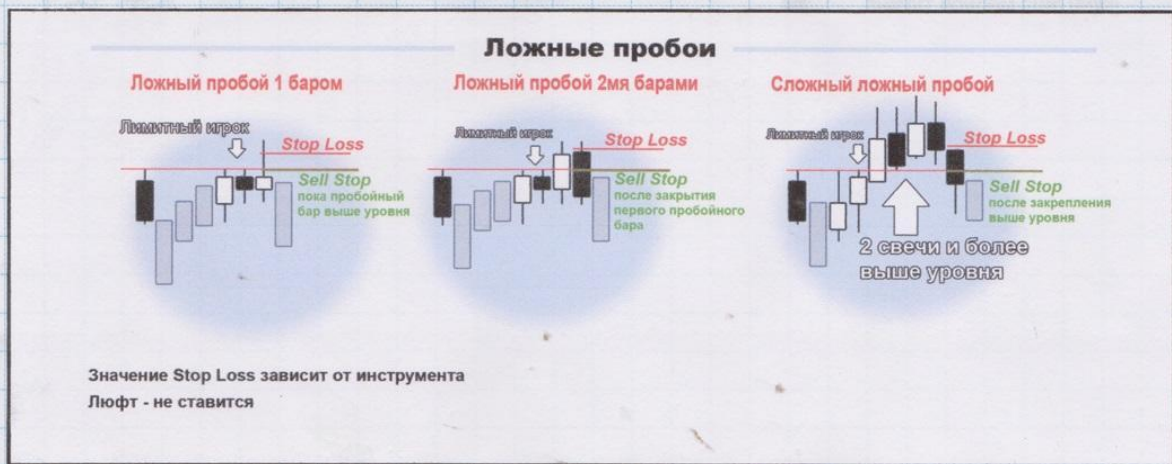 Ложные пробои
Ложный пробой 1 баром
Лимитный игрок
Stop Loss
Sell Stop
пока пробойный
бар выше уровня
Ложный пробой 2мя барами
Лимитный игрок
Stop Loss
Sell Stop
после закрытия
первого пробойного
бара
Сложный ложный пробой
Лимитный игрок
Stop Loss
Sell Stop
после закрепления
выше уровня
2 свечи и более
выше уровня
Значение Stop Loss зависит от инструмента
Люфт - не ставится